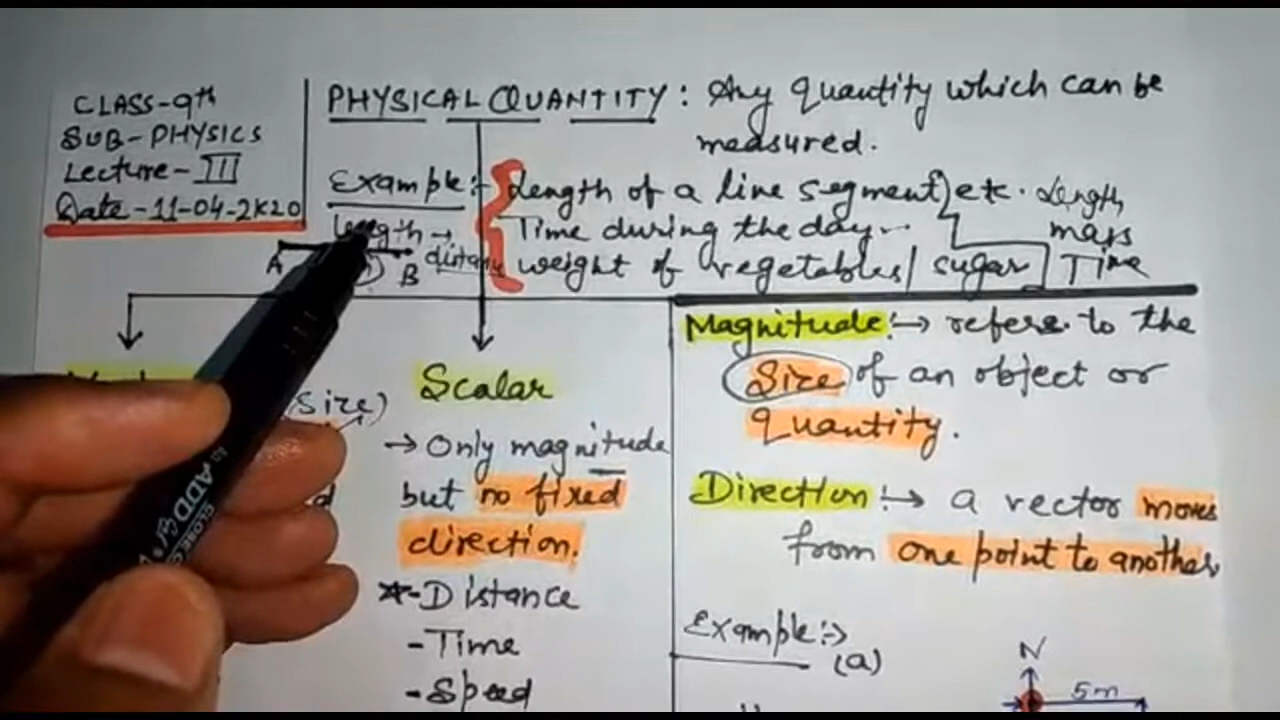 CLASS-9th
SUB-PHYSICS
Lecture-III
Date-11-04-2K20
PHYSICAL QUANTITY: Any quantity which can be
measured.
Example:- Length of a line segment, etc. Length
Time during the day.. mass
weight of vegetables/sugar Time
length →
A B distan
Scalar
(Size)
→ Only magnitude
but no fixed
direction.
*-Distance
-Time
-Speed
Magnitude:→ refers to the
Size of an object or
quantity.
Direction:→ a vector moves
from one point to another
Example:→
(a)
N
5m